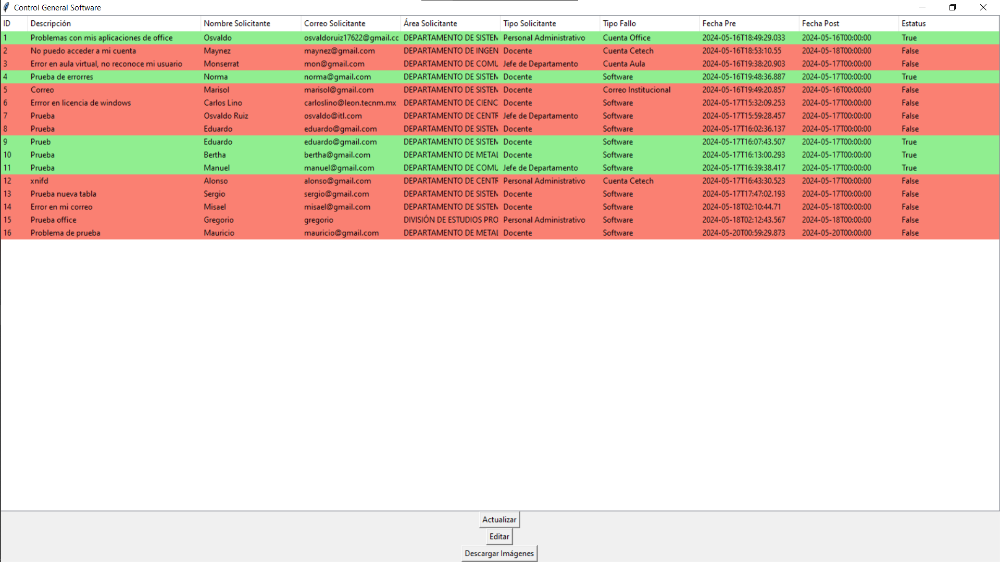 Control General Software
ID Descripción Nombre Solicitante Correo Solicitante Área Solicitante Tipo Solicitante Tipo Fallo Fecha Pre Fecha Post Estatus
1 Problemas con mis aplicaciones de office Osvaldo osvaldoruiz17622@gmail.cc DEPARTAMENTO DE SISTEM Personal Administrativo Cuenta Office 2024-05-16T18:49:29.033 2024-05-16T00:00:00 True
2 No puedo acceder a mi cuenta Maynez maynez@gmail.com DEPARTAMENTO DE INGEN Docente Cuenta Cetech 2024-05-16T18:53:10.55 2024-05-18T00:00:00 False
3 Error en aula virtual, no reconoce mi usuario Monserrat mon@gmail.com DEPARTAMENTO DE COMU Jefe de Departamento Cuenta Aula 2024-05-16T19:38:20.903 2024-05-17T00:00:00 False
4 Prueba de errorres Norma norma@gmail.com DEPARTAMENTO DE SISTEM Docente Software 2024-05-16T19:48:36.887 2024-05-17T00:00:00 True
5 Correo Marisol marisol@gmail.com DEPARTAMENTO DE SISTEM Docente Correo Institucional 2024-05-16T19:49:20.857 2024-05-17T00:00:00 False
6 Errror en licencia de windows Carlos Lino carloslino@leon.tecnm.mx DEPARTAMENTO DE CIENC Docente Software 2024-05-17T15:32:09.253 2024-05-17T00:00:00 False
7 Prueba Osvaldo Ruiz osvaldo@itl.com DEPARTAMENTO DE CENTR Jefe de Departamento Software 2024-05-17T15:59:28.457 2024-05-17T00:00:00 False
8 Prueba Eduardo eduardo@gmail.com DEPARTAMENTO DE SISTEM Docente Software 2024-05-17T16:02:36.137 2024-05-17T00:00:00 False
9 Prueb Eduardo eduardo@gmail.com DEPARTAMENTO DE SISTEM Docente Software 2024-05-17T16:07:43.507 2024-05-17T00:00:00 True
10 Prueba Bertha bertha@gmail.com DEPARTAMENTO DE METAL Docente Software 2024-05-17T16:13:00.293 2024-05-17T00:00:00 True
11 Prueba Manuel manuel@gmail.com DEPARTAMENTO DE COMU Jefe de Departamento Software 2024-05-17T16:39:38.417 2024-05-17T00:00:00 True
12 xnifd Alonso alonso@gmail.com DEPARTAMENTO DE CENTR Personal Administrativo Cuenta Cetech 2024-05-17T16:43:30.523 2024-05-17T00:00:00 False
13 Prueba nueva tabla Sergio sergio@gmail.com DEPARTAMENTO DE SISTEM Docente Software 2024-05-17T17:47:02.193 2024-05-17T00:00:00 False
14 Error en mi correo Misael misael@gmail.com DEPARTAMENTO DE SISTEM Docente Software 2024-05-18T02:10:44.71 2024-05-18T00:00:00 False
15 Prueba office Gregorio gregorio DIVISIÓN DE ESTUDIOS PRO Personal Administrativo Software 2024-05-18T02:12:43.567 2024-05-18T00:00:00 False
16 Problema de prueba Mauricio mauricio@gmail.com DEPARTAMENTO DE METAL Docente Software 2024-05-20T00:59:29.873 2024-05-20T00:00:00 False
Actualizar
Editar
Descargar Imágenes